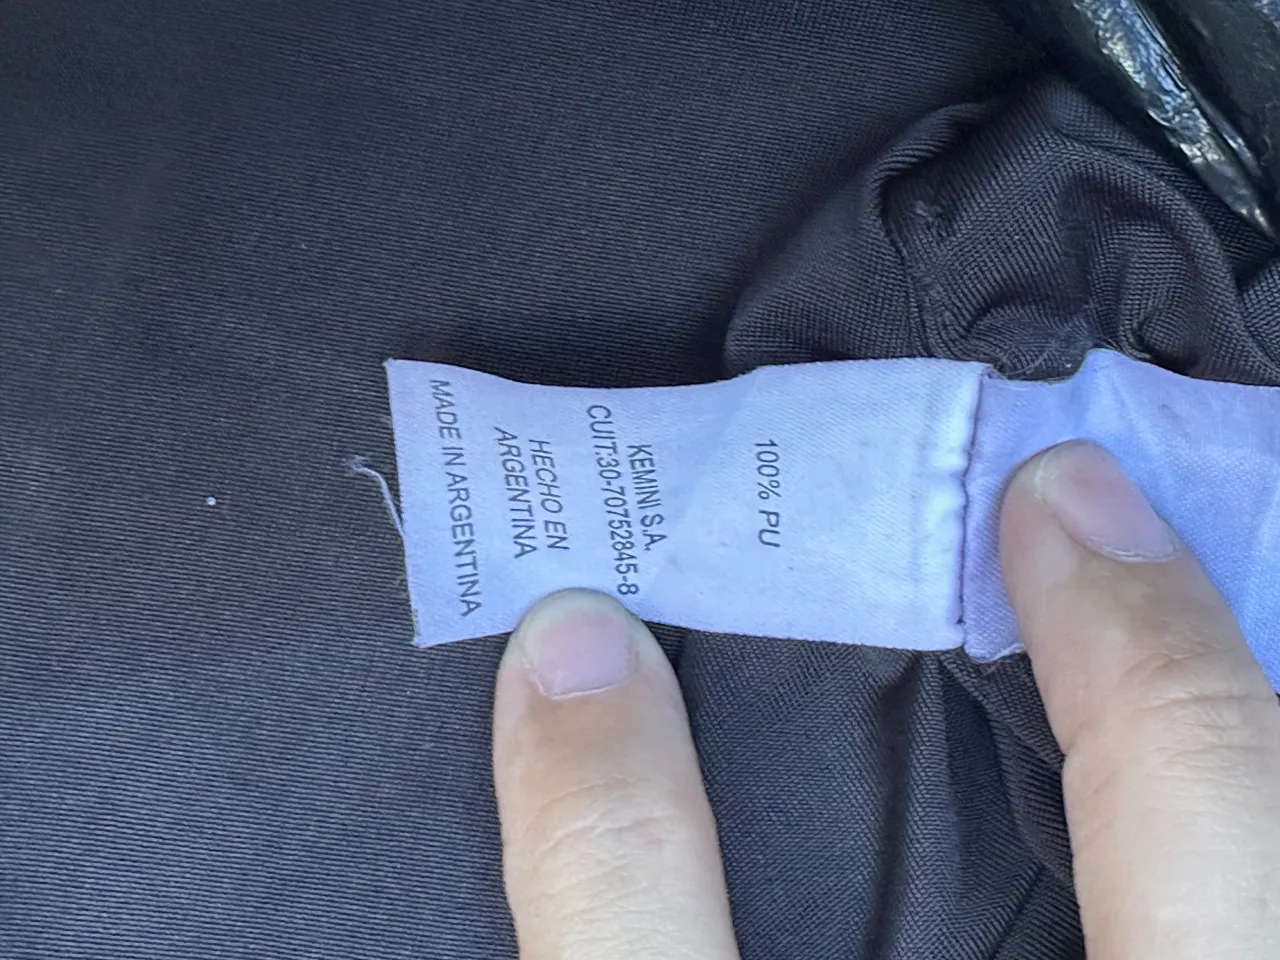 100% PU
KEMINI S.A.
CUIT:30-70752845-8
HECHO EN
ARGENTINA
MADE IN ARGENTINA